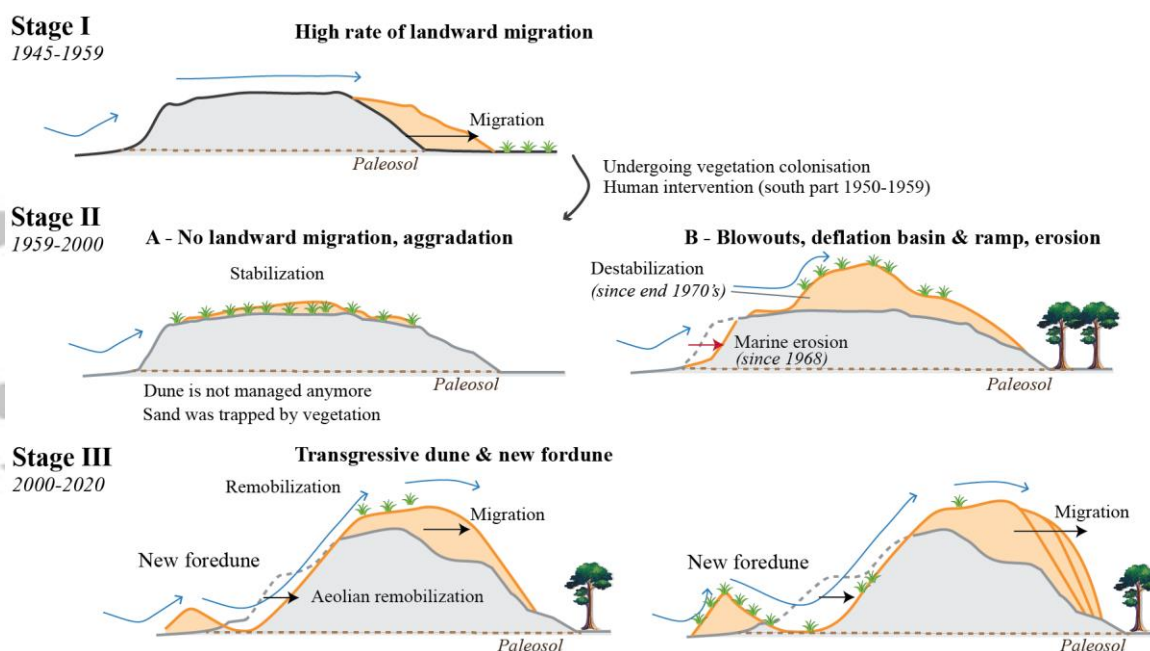 Stage I
1945-1959
High rate of landward migration
Migration
Paleosol
Undergoing vegetation colonisation
Human intervention (south part 1950-1959)
Stage II
1959-2000
A - No landward migration, aggradation
Stabilization
Paleosol
Dune is not managed anymore
Sand was trapped by vegetation
B - Blowouts, deflation basin & ramp, erosion
Destabilization
(since end 1970's)
Marine erosion
(since 1968)
Paleosol
Stage III
2000-2020
Transgressive dune & new fordune
Remobilization
Migration
New foredune
Aeolian remobilization
Paleosol
Migration
New foredune
Paleosol